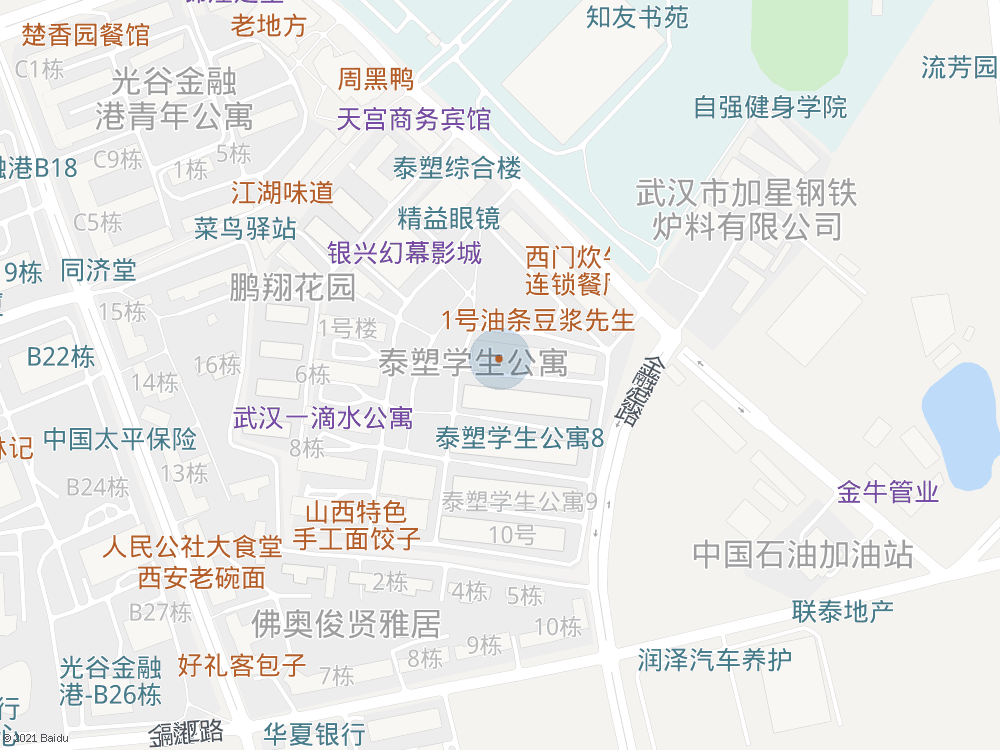 楚香园餐馆
老地方
知友书苑
C1栋
光谷金融
港青年公寓
周黑鸭
流芳园
天宫商务宾馆
自强健身学院
C9栋
5栋
1栋
港B18
泰塑综合楼
江湖味道
武汉市加星钢铁
炉料有限公司
C5栋
菜鸟驿站
精益眼镜
银兴幻幕影城
西门炊
连锁餐
9栋
同济堂
鹏翔花园
15栋
1号楼
1号油条豆浆先生
B22栋
16栋
泰塑学生公寓
14栋
6栋
武汉一滴水公寓
中国太平保险
泰塑学生公寓8
记
8栋
13栋
B24栋
金牛管业
泰塑学生公寓9
山西特色
手工面饺子
10号
人民公社大食堂
西安老碗面
中国石油加油站
2栋
4栋
5栋
B27栋
联泰地产
佛奥俊贤雅居
10栋
9栋
8栋
润泽汽车养护
光谷金融
港-B26栋
好礼客包子
7栋
行
华夏银行
© 2021 Baidu